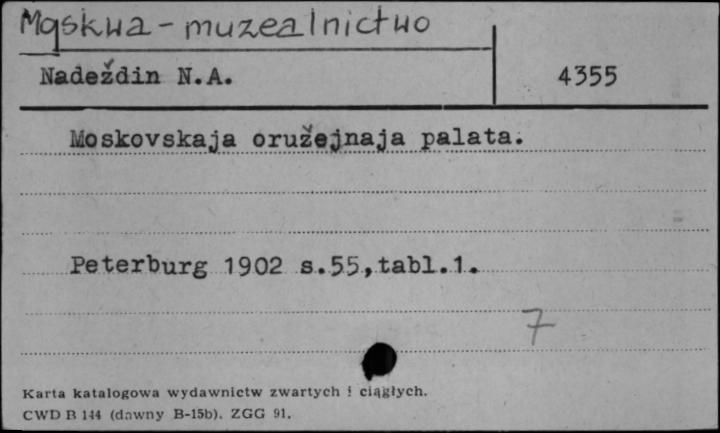 Moskwa - muzealnictwo
Nadeždin N.A. 4355
Moskovskaja oružejnaja palata.
Peterburg 1902 s.55,tabl.1.
7
Karta katalogowa wydawnictw zwartych i ciągłych.
CWD B 144 (dawny B-15b). ZGG 91.